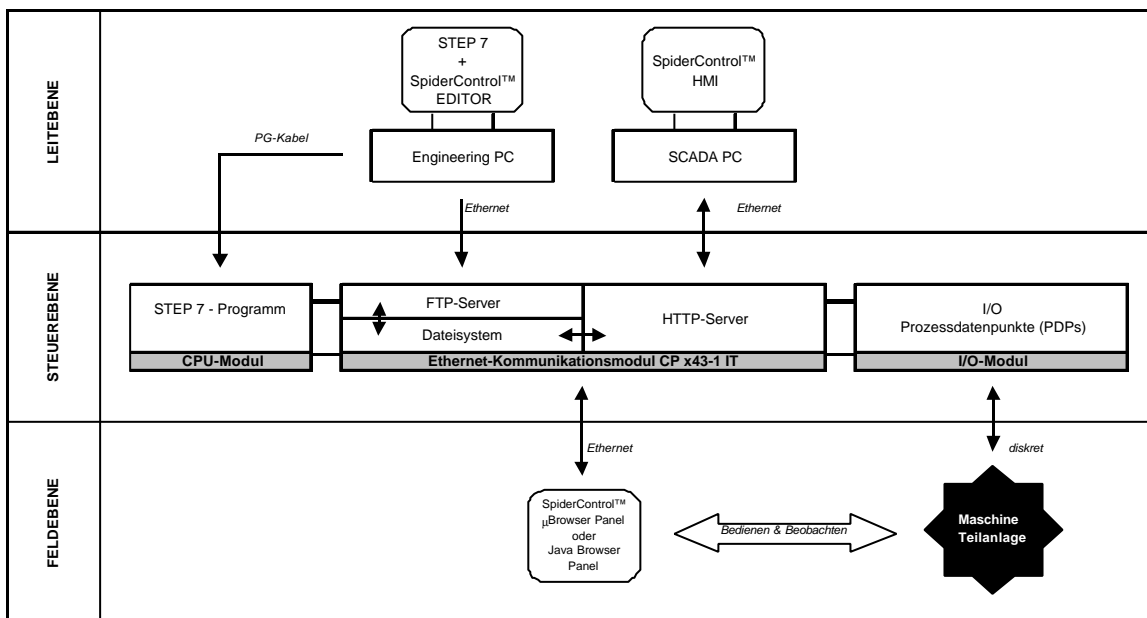 LEITEBENE
STEP 7
+
SpiderControl™
EDITOR
SpiderControl™
HMI
PG-Kabel
Engineering PC
SCADA PC
Ethernet
Ethernet
STEUEREBENE
STEP 7 - Programm
FTP-Server
Dateisystem
HTTP-Server
I/O
Prozessdatenpunkte (PDPs)
CPU-Modul
Ethernet-Kommunikationsmodul CP x43-1 IT
I/O-Modul
FELDEBENE
Ethernet
diskret
SpiderControl™
µBrowser Panel
oder
Java Browser
Panel
Bedienen & Beobachten
Maschine
Teilanlage